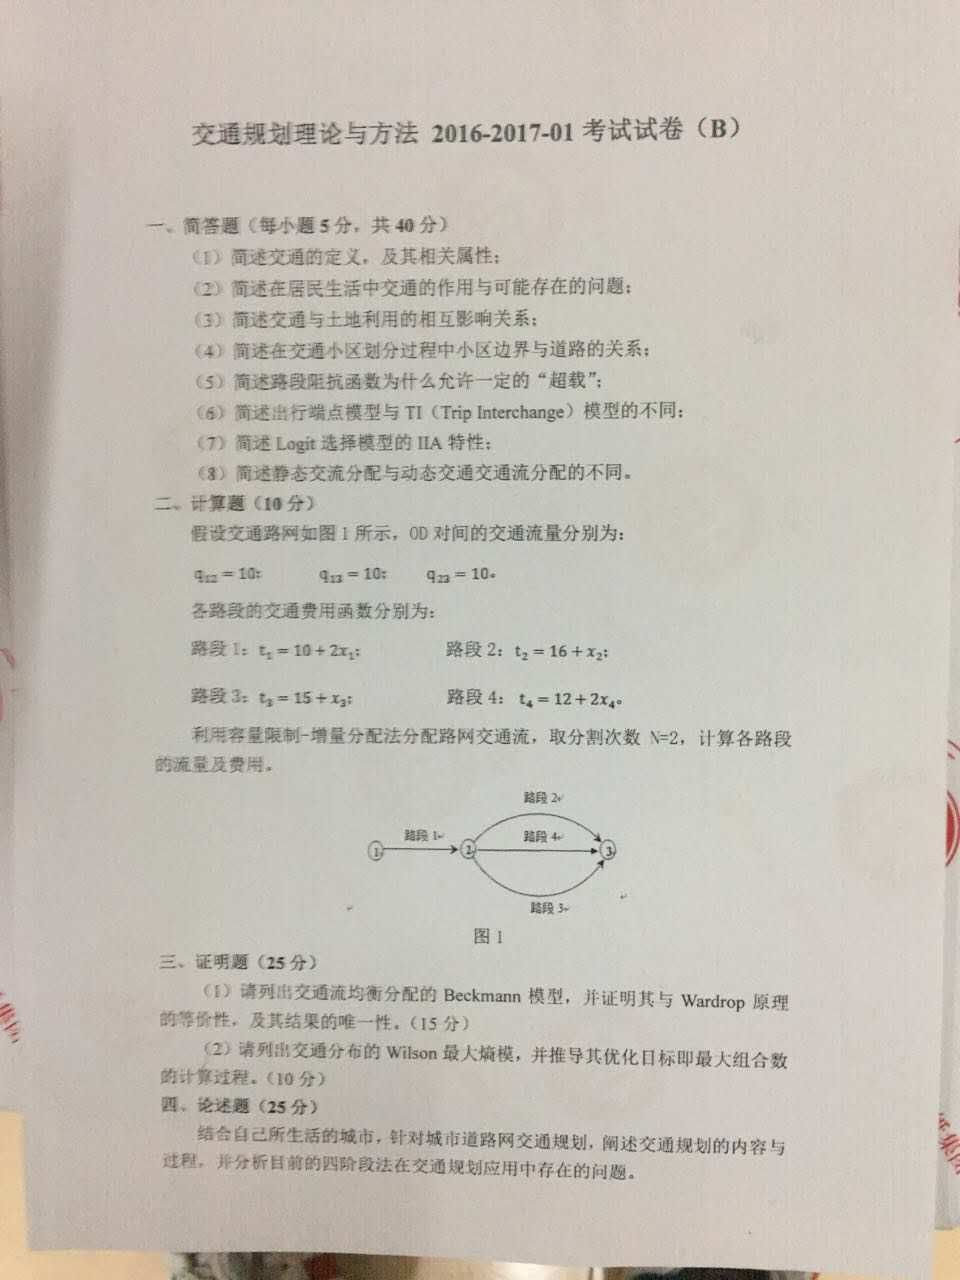 交通规划理论与方法 2016-2017-01 考试试卷（B）
一、简答题（每小题 5 分，共 40 分）
（1）简述交通的定义，及其相关属性；
（2）简述在居民生活中交通的作用与可能存在的问题；
（3）简述交通与土地利用的相互影响关系；
（4）简述在交通小区划分过程中小区边界与道路的关系；
（5）简述路段阻抗函数为什么允许一定的“超载”；
（6）简述出行端点模型与 TI（Trip Interchange）模型的不同；
（7）简述 Logit 选择模型的 IIA 特性；
（8）简述静态交流分配与动态交通交通流分配的不同。
二、计算题（10 分）
假设交通路网如图 1 所示，OD 对间的交通流量分别为：
q₁₂ = 10； q₁₃ = 10； q₂₃ = 10。
各路段的交通费用函数分别为：
路段 1：t₁ = 10 + 2x₁； 路段 2：t₂ = 16 + x₂；
路段 3：t₃ = 15 + x₃； 路段 4：t₄ = 12 + 2x₄。
利用容量限制-增量分配法分配路网交通流，取分割次数 N=2，计算各路段
的流量及费用。
路段 2
路段 1 路段 4
1 2 3
路段 3
图 1
三、证明题（25 分）
（1）请列出交通流均衡分配的 Beckmann 模型，并证明其与 Wardrop 原理
的等价性，及其结果的唯一性。（15 分）
（2）请列出交通分布的 Wilson 最大熵模，并推导其优化目标即最大组合数
的计算过程。（10 分）
四、论述题（25 分）
结合自己所生活的城市，针对城市道路网交通规划，阐述交通规划的内容与
过程，并分析目前的四阶段法在交通规划应用中存在的问题。